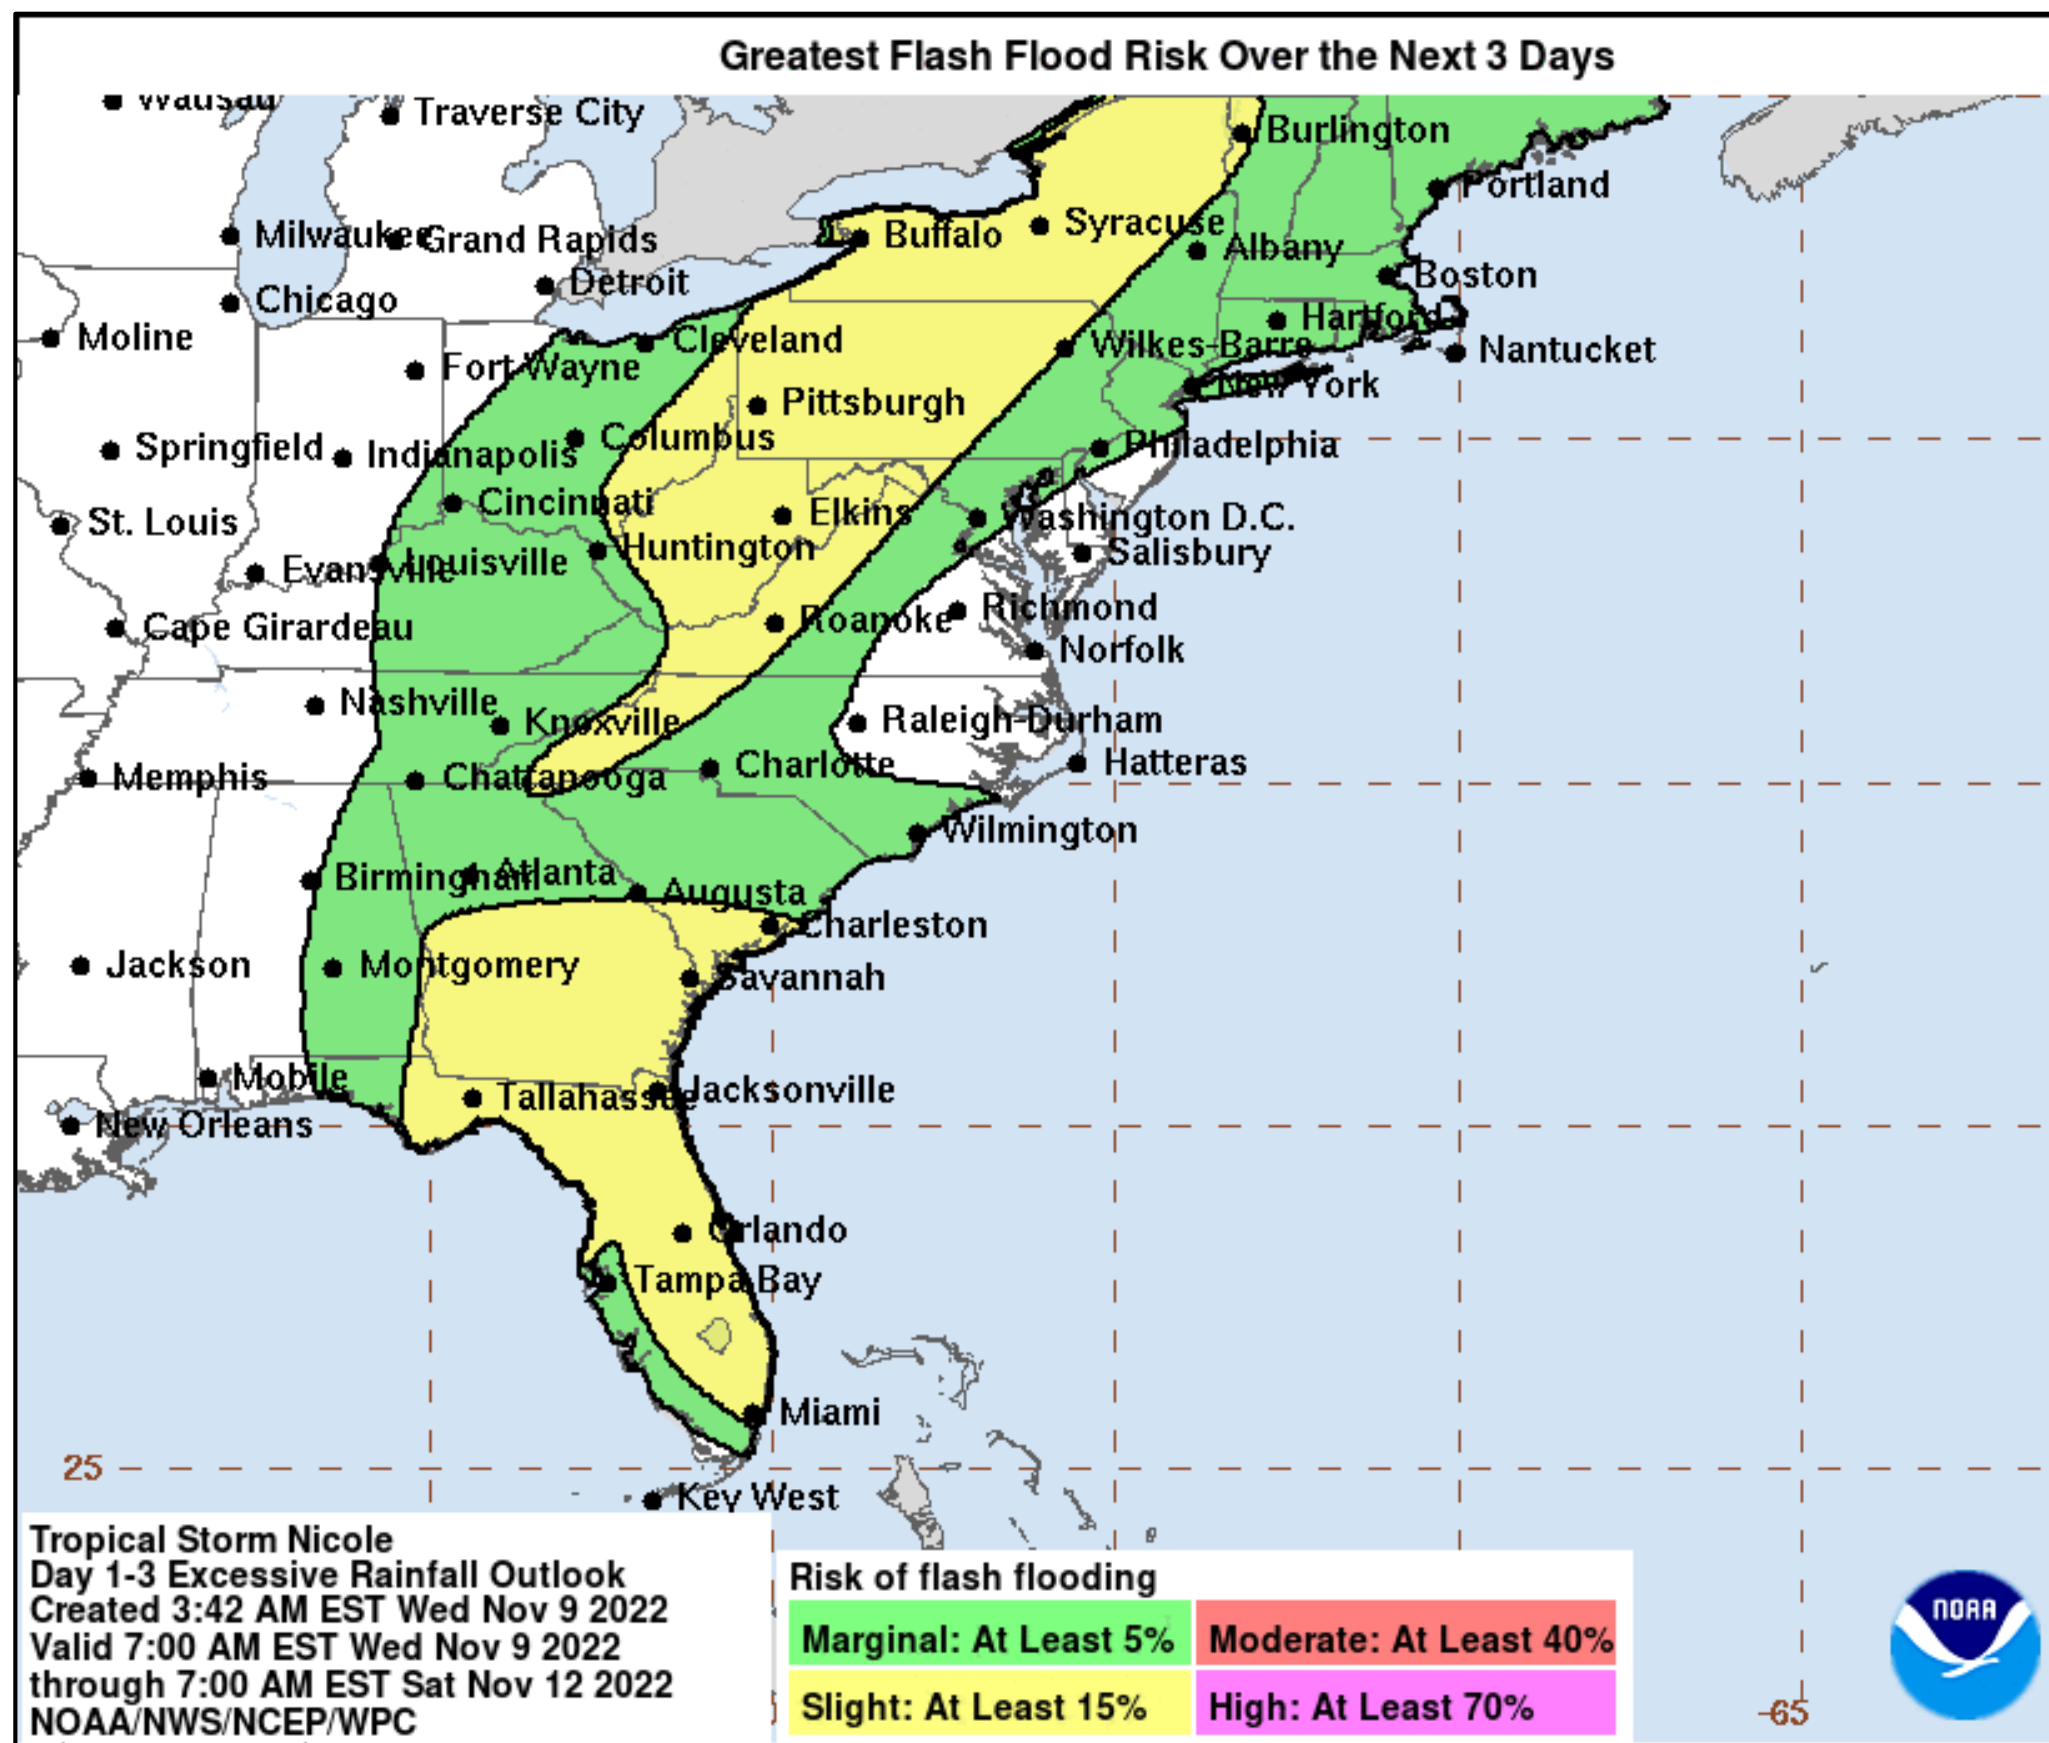 Greatest Flash Flood Risk Over the Next 3 Days
Wausau
Traverse City
Burlington
Portland
Milwaukee
Grand Rapids
Buffalo
Syracuse
Albany
Detroit
Boston
Chicago
Hartford
Moline
Cleveland
Wilkes-Barre
Nantucket
Fort Wayne
New York
Pittsburgh
Springfield
Indianapolis
Columbus
Philadelphia
Cincinnati
Elkins
St. Louis
Washington D.C.
Huntington
Salisbury
Evansville
Louisville
Richmond
Cape Girardeau
Roanoke
Norfolk
Nashville
Knoxville
Raleigh-Durham
Memphis
Chattanooga
Charlotte
Hatteras
Wilmington
Birmingham
Atlanta
Augusta
Charleston
Jackson
Montgomery
Savannah
Mobile
Tallahassee
Jacksonville
New Orleans
Orlando
Tampa Bay
Miami
25
Key West
Tropical Storm Nicole
Day 1-3 Excessive Rainfall Outlook
Created 3:42 AM EST Wed Nov 9 2022
Valid 7:00 AM EST Wed Nov 9 2022
through 7:00 AM EST Sat Nov 12 2022
NOAA/NWS/NCEP/WPC
Risk of flash flooding
Marginal: At Least 5%
Moderate: At Least 40%
Slight: At Least 15%
High: At Least 70%
-65
NOAA